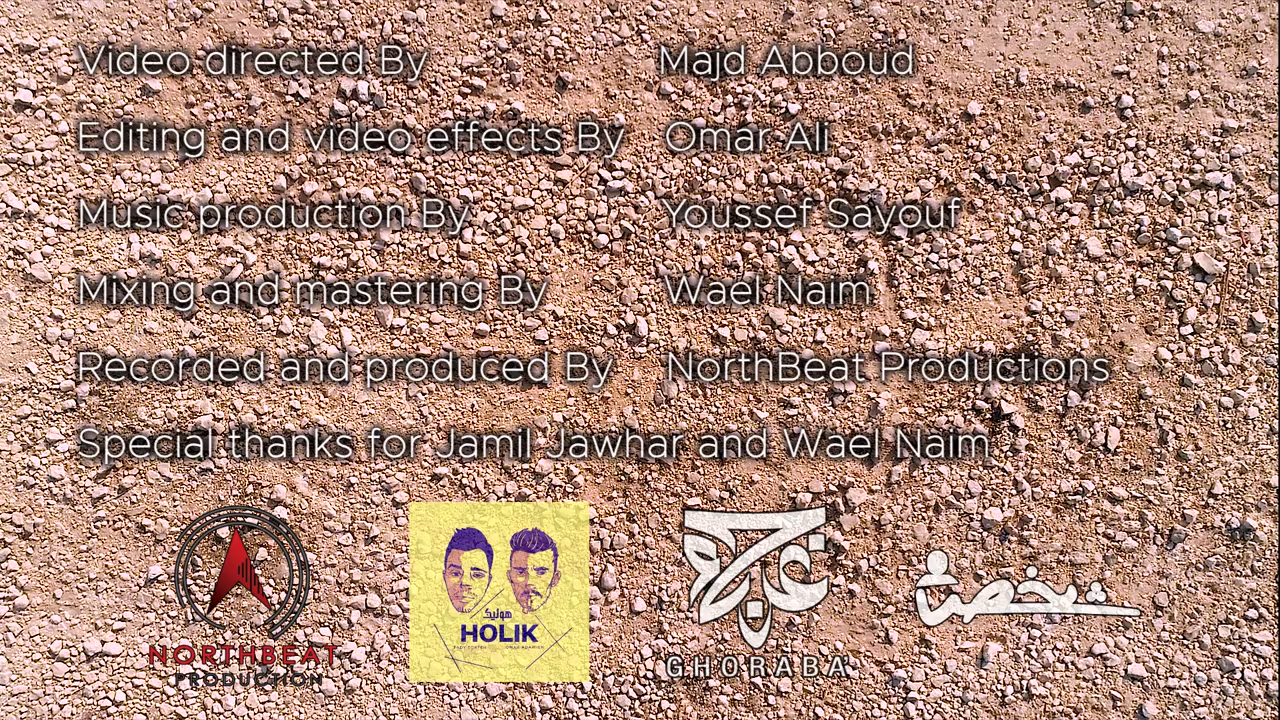 Video directed By Majd Abboud
Editing and video effects By Omar Ali
Music production By Youssef Sayouf
Mixing and mastering By Wael Naim
Recorded and produced By NorthBeat Productions
Special thanks for Jamil Jawhar and Wael Naim
NORTHBEAT
PRODUCTION
هوليك
HOLIK
غرابة
GHORABA